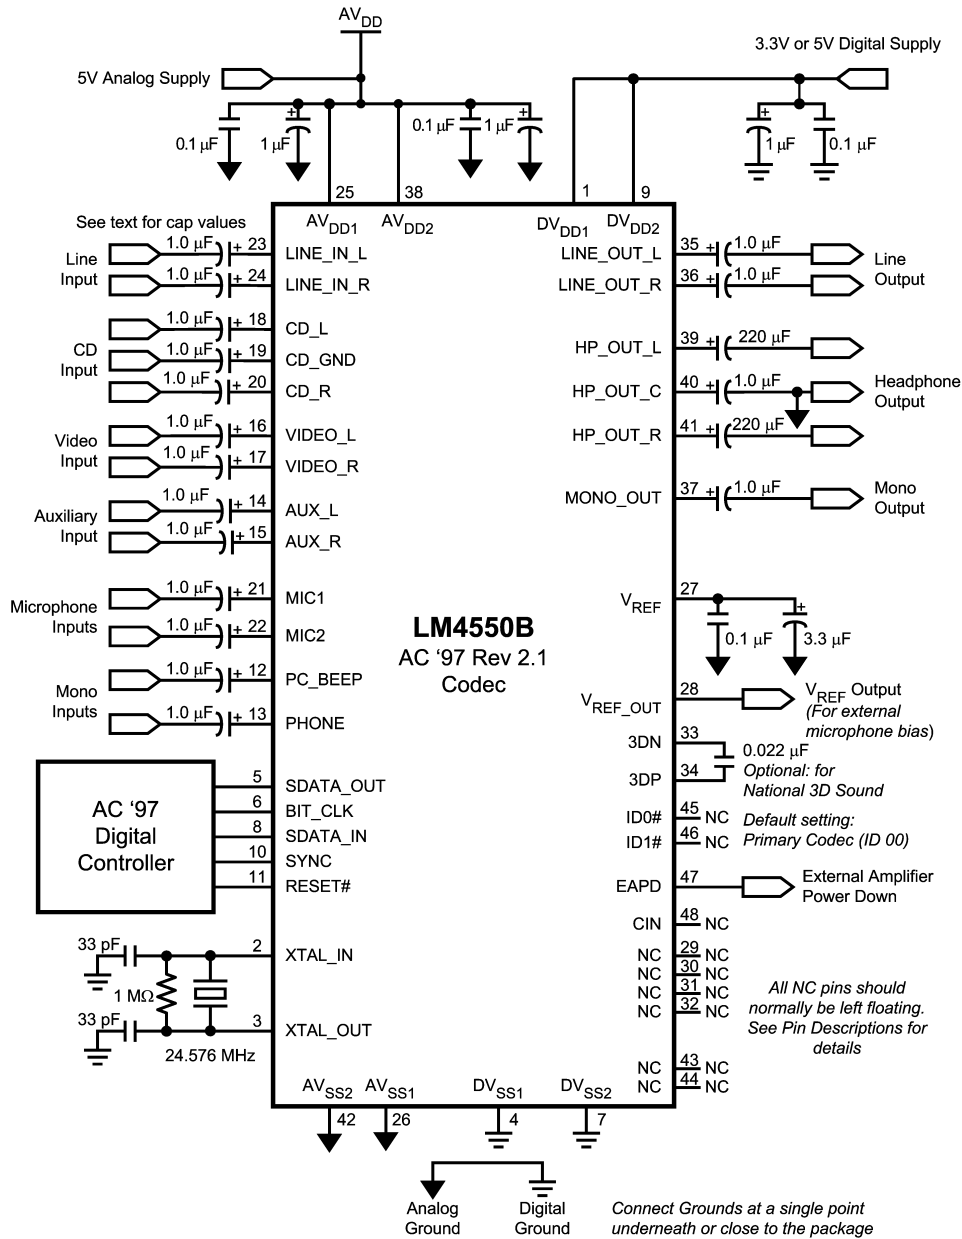 AVDD
5V Analog Supply
3.3V or 5V Digital Supply
0.1 µF
1 µF
0.1 µF
1 µF
1 µF
0.1 µF
25
38
1
9
See text for cap values
AVDD1
AVDD2
DVDD1
DVDD2
Line
Input
1.0 µF
+
23
LINE_IN_L
1.0 µF
+
24
LINE_IN_R
CD
Input
1.0 µF
+
18
CD_L
1.0 µF
+
19
CD_GND
1.0 µF
+
20
CD_R
Video
Input
1.0 µF
+
16
VIDEO_L
1.0 µF
+
17
VIDEO_R
Auxiliary
Input
1.0 µF
+
14
AUX_L
1.0 µF
+
15
AUX_R
Microphone
Inputs
1.0 µF
+
21
MIC1
1.0 µF
+
22
MIC2
Mono
Inputs
1.0 µF
+
12
PC_BEEP
1.0 µF
+
13
PHONE
AC ‘97
Digital
Controller
5
SDATA_OUT
6
BIT_CLK
8
SDATA_IN
10
SYNC
11
RESET#
33 pF
2
XTAL_IN
1 MΩ
33 pF
3
XTAL_OUT
24.576 MHz
LM4550B
AC ‘97 Rev 2.1
Codec
LINE_OUT_L
35
+
1.0 µF
LINE_OUT_R
36
+
1.0 µF
Line
Output
HP_OUT_L
39
+
220 µF
HP_OUT_C
40
+
1.0 µF
HP_OUT_R
41
+
220 µF
Headphone
Output
MONO_OUT
37
+
1.0 µF
Mono
Output
VREF
27
0.1 µF
+
3.3 µF
VREF_OUT
28
VREF Output
(For external
microphone bias)
3DN
33
3DP
34
0.022 µF
Optional: for
National 3D Sound
ID0#
45
NC
ID1#
46
NC
Default setting:
Primary Codec (ID 00)
EAPD
47
External Amplifier
Power Down
CIN
48
NC
NC
29
NC
NC
30
NC
NC
31
NC
NC
32
NC
All NC pins should
normally be left floating.
See Pin Descriptions for
details
NC
43
NC
NC
44
NC
AVSS2
AVSS1
DVSS1
DVSS2
42
26
4
7
Analog
Ground
Digital
Ground
Connect Grounds at a single point
underneath or close to the package